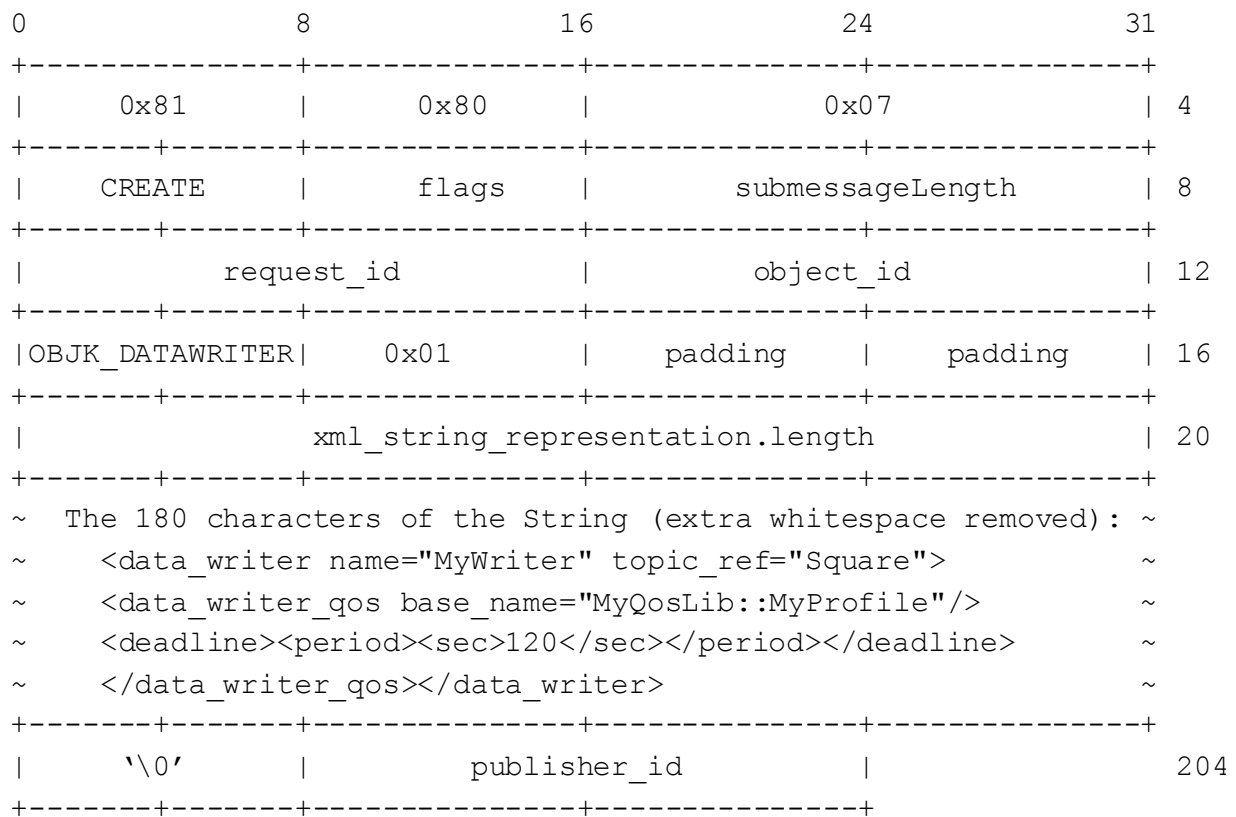 0 8 16 24 31
+---------------+---------------+---------------+---------------+
| 0x81 | 0x80 | 0x07 | 4
+-------+-------+---------------+---------------+---------------+
| CREATE | flags | submessageLength | 8
+-------+-------+---------------+---------------+---------------+
| request_id | object_id | 12
+-------+-------+---------------+---------------+---------------+
|OBJK_DATAWRITER| 0x01 | padding | padding | 16
+-------+-------+---------------+---------------+---------------+
| xml_string_representation.length | 20
+-------+-------+---------------+---------------+---------------+
~ The 180 characters of the String (extra whitespace removed): ~
~ <data_writer name="MyWriter" topic_ref="Square"> ~
~ <data_writer_qos base_name="MyQosLib::MyProfile"/> ~
~ <deadline><period><sec>120</sec></period></deadline> ~
~ </data_writer_qos></data_writer> ~
+-------+-------+---------------+---------------+---------------+
| ‘\0’ | publisher_id | 204
+-------+-------+---------------+---------------+